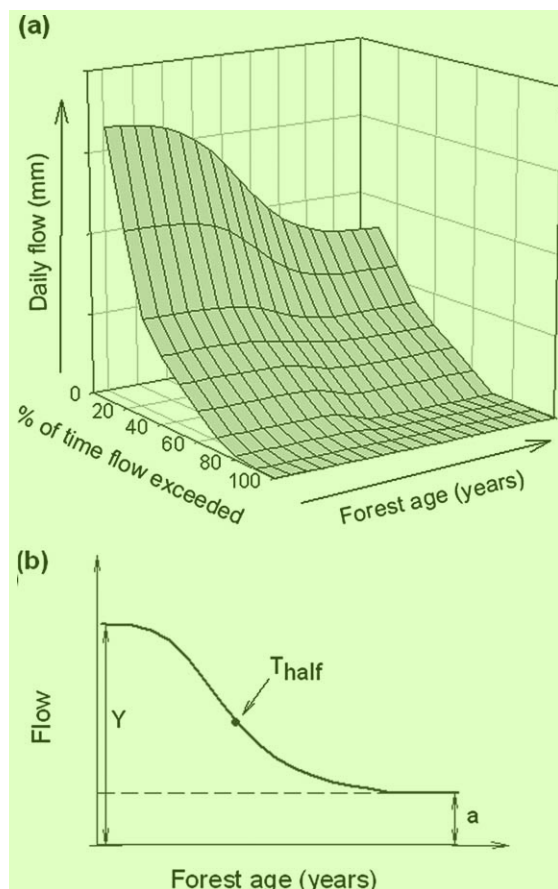 (a)
Daily flow (mm)
0
20
40
60
80
100
% of time flow exceeded
Forest age (years)
(b)
Flow
Y
T half
a
Forest age (years)